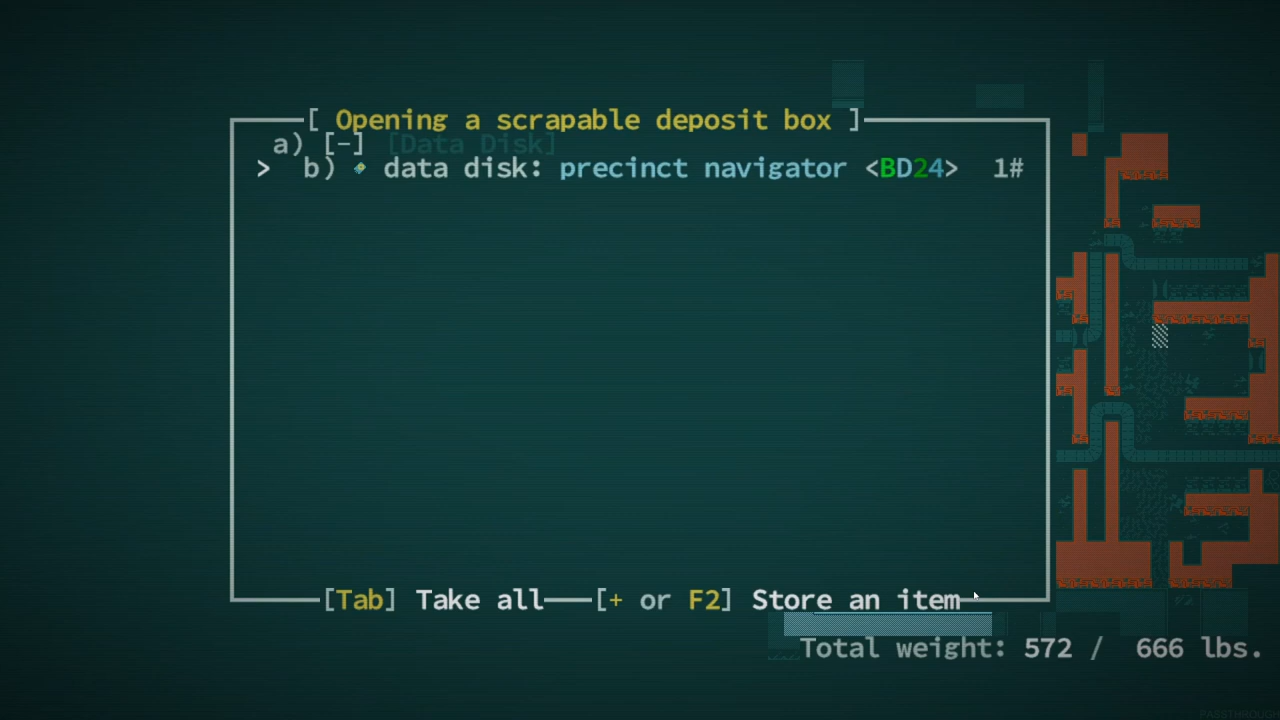 [ Opening a scrapable deposit box ]
a) [-] [Data Disk]
> b) data disk: precinct navigator <BD24> 1#
[Tab] Take all [+ or F2] Store an item
Total weight: 572 / 666 lbs.